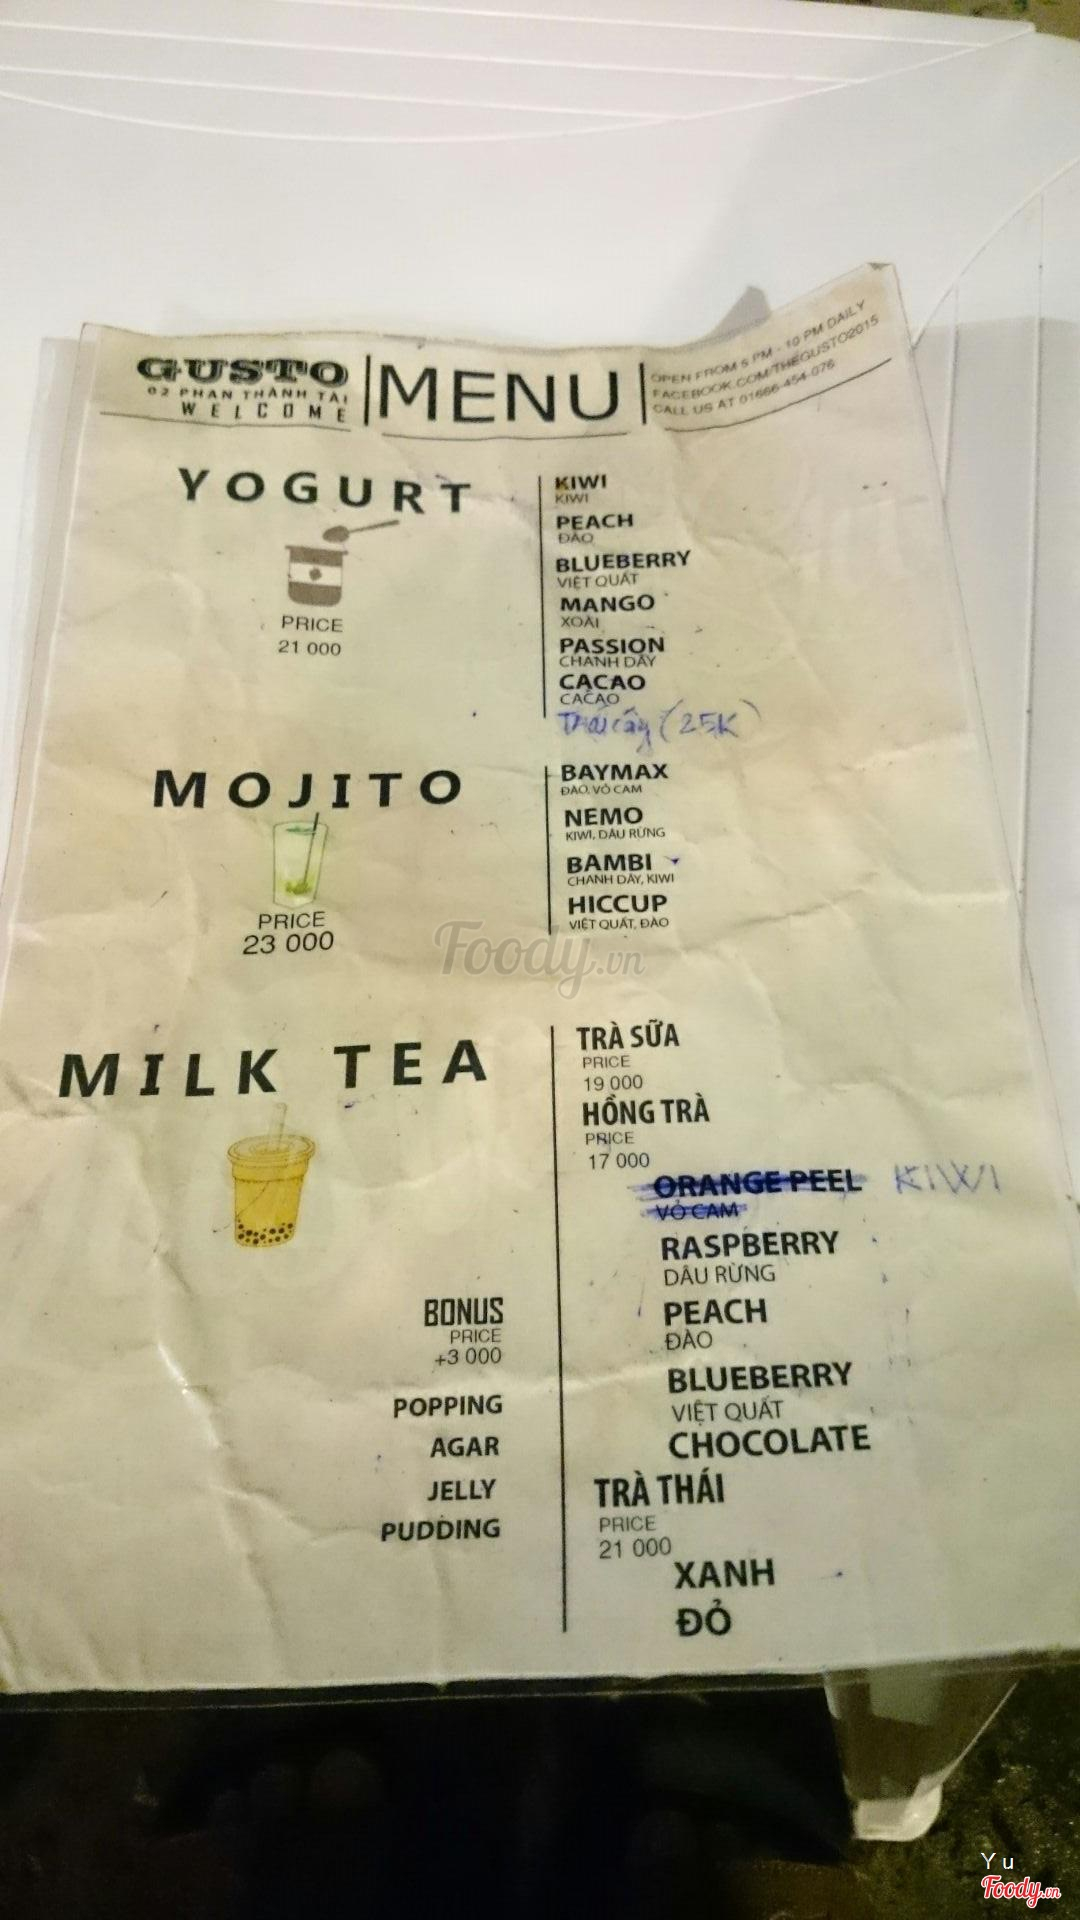 GUSTO
02 PHAN THÀNH TÀI
WELCOME
MENU
OPEN FROM 5 PM - 10 PM DAILY
FACEBOOK.COM/THEGUSTO2015
CALL US AT 01666-454-076
YOGURT
PRICE
21 000
KIWI
KIWI
PEACH
ĐÀO
BLUEBERRY
VIỆT QUẤT
MANGO
XOÀI
PASSION
CHANH DÂY
CACAO
CACAO
Trái cây (25K)
MOJITO
PRICE
23 000
BAYMAX
ĐÀO, VỎ CAM
NEMO
KIWI, DÂU RỪNG
BAMBI
CHANH DÂY, KIWI
HICCUP
VIỆT QUẤT, ĐÀO
Foody.vn
MILK TEA
TRÀ SỮA
PRICE
19 000
HỒNG TRÀ
PRICE
17 000
ORANGE PEEL KIWI
VỎ CAM
RASPBERRY
DÂU RỪNG
PEACH
ĐÀO
BLUEBERRY
VIỆT QUẤT
CHOCOLATE
TRÀ THÁI
PRICE
21 000
XANH
ĐỎ
BONUS
PRICE
+3 000
POPPING
AGAR
JELLY
PUDDING
Yu
Foody.vn